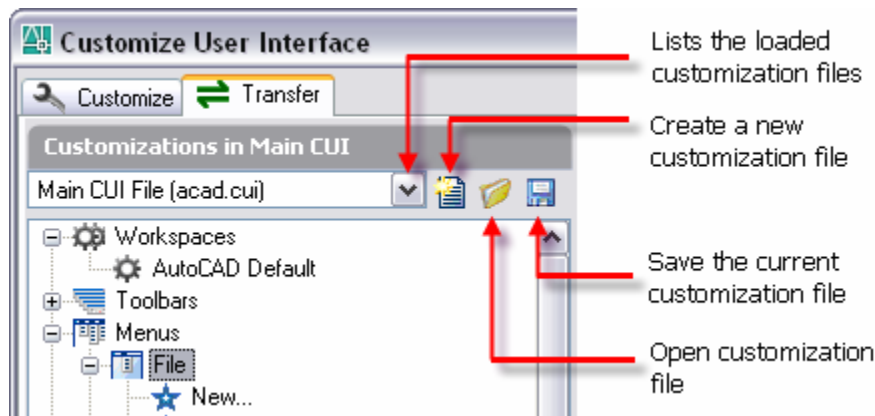 Customize User Interface
Customize
Transfer
Customizations in Main CUI
Main CUI File (acad.cui)
Workspaces
AutoCAD Default
Toolbars
Menus
File
New...
Lists the loaded
customization files
Create a new
customization file
Save the current
customization file
Open customization
file